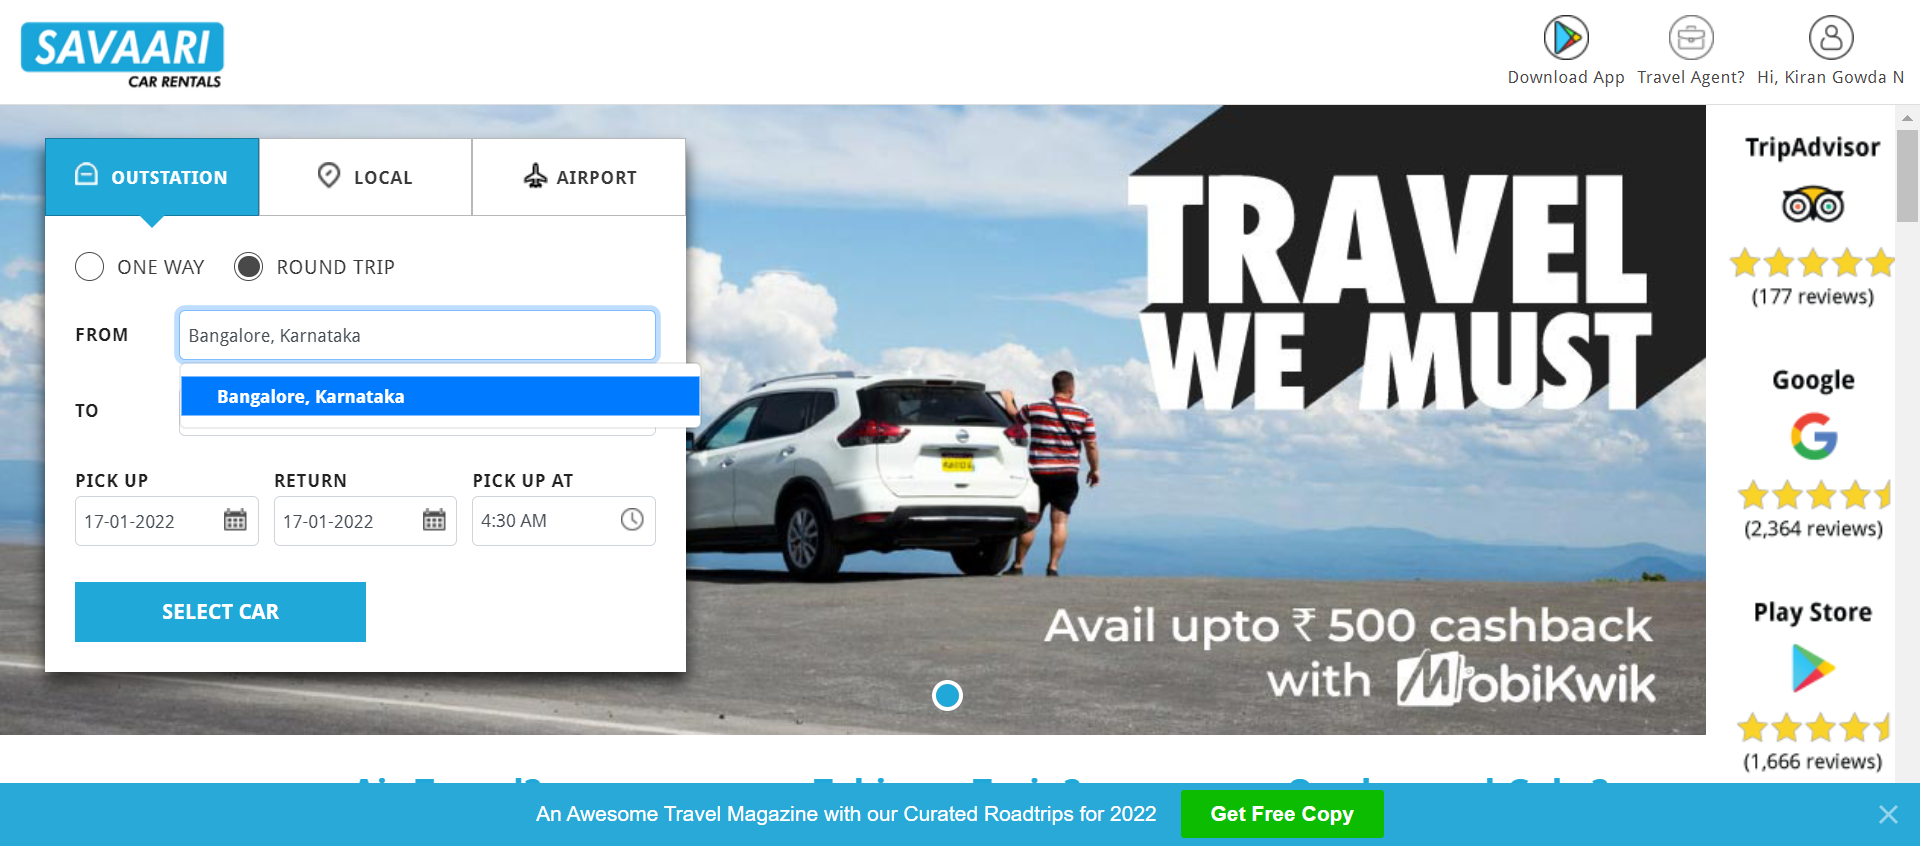 SAVAARI
CAR RENTALS
Download App
Travel Agent?
Hi, Kiran Gowda N
OUTSTATION
LOCAL
AIRPORT
ONE WAY
ROUND TRIP
FROM
Bangalore, Karnataka
Bangalore, Karnataka
TO
PICK UP
RETURN
PICK UP AT
17-01-2022
17-01-2022
4:30 AM
SELECT CAR
TRAVEL
WE MUST
Avail upto ₹ 500 cashback
with MobiKwik
TripAdvisor
(177 reviews)
Google
(2,364 reviews)
Play Store
(1,666 reviews)
An Awesome Travel Magazine with our Curated Roadtrips for 2022
Get Free Copy